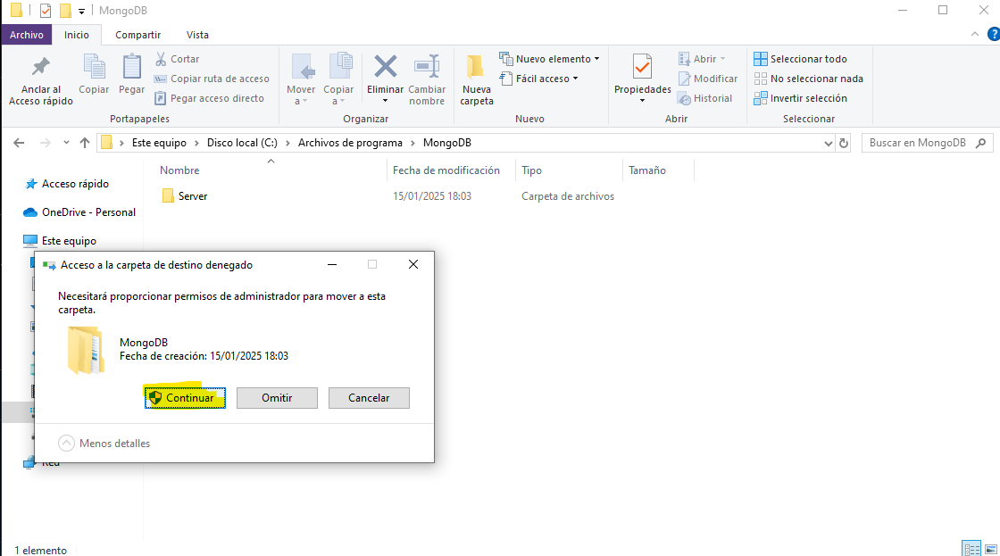 MongoDB
Archivo Inicio Compartir Vista
Anclar al
Acceso rápido
Copiar
Pegar
Cortar
Copiar ruta de acceso
Pegar acceso directo
Portapapeles
Mover
a
Copiar
a
Eliminar
Cambiar
nombre
Organizar
Nueva
carpeta
Nuevo elemento
Fácil acceso
Nuevo
Propiedades
Abrir
Modificar
Historial
Abrir
Seleccionar todo
No seleccionar nada
Invertir selección
Seleccionar
Este equipo > Disco local (C:) > Archivos de programa > MongoDB
Buscar en MongoDB
Nombre Fecha de modificación Tipo Tamaño
Server 15/01/2025 18:03 Carpeta de archivos
Acceso rápido
OneDrive - Personal
Este equipo
Acceso a la carpeta de destino denegado
Necesitará proporcionar permisos de administrador para mover a esta
carpeta.
MongoDB
Fecha de creación: 15/01/2025 18:03
Continuar Omitir Cancelar
Menos detalles
Red
1 elemento